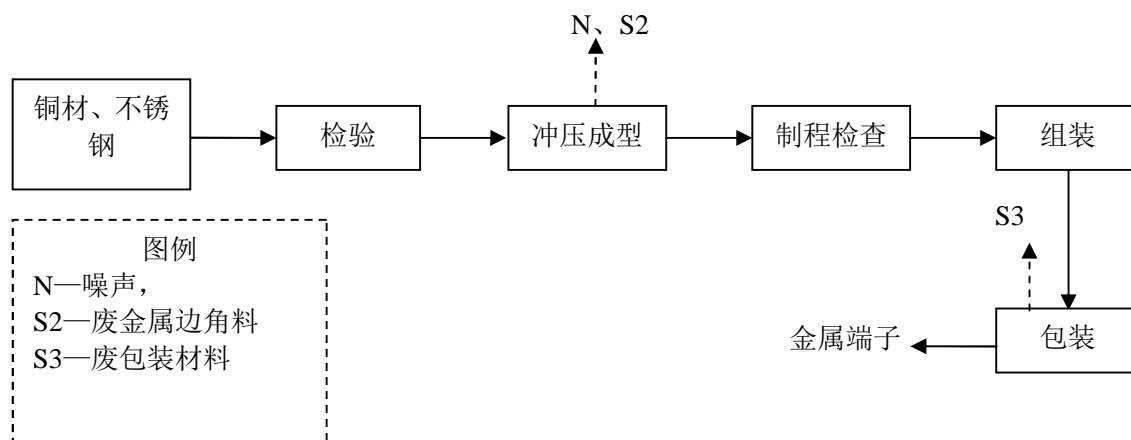 N、S2
铜材、不锈
钢
检验
冲压成型
制程检查
组装
S3
包装
金属端子
图例
N—噪声，
S2—废金属边角料
S3—废包装材料